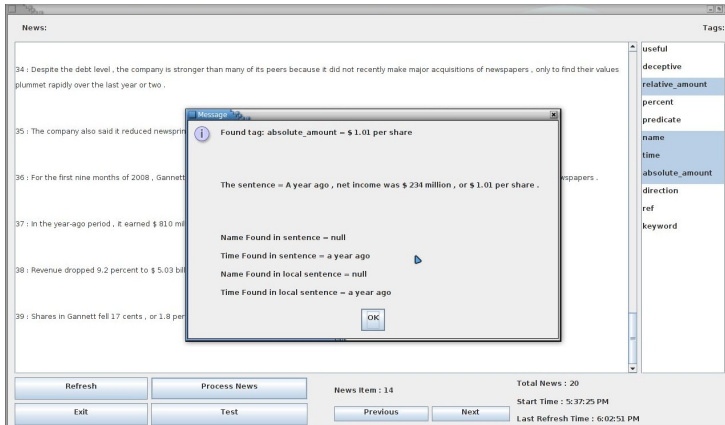 News:
Tags:
34 : Despite the debt level , the company is stronger than many of its peers because it did not recently make major acquisitions of newspapers , only to find their values
plummet rapidly over the last year or two .
35 : The company also said it reduced newsprin
36 : For the first nine months of 2008 , Gannett
wspapers .
37 : In the year-ago period , it earned $ 810 mil
38 : Revenue dropped 9.2 percent to $ 5.03 bill
39 : Shares in Gannett fell 17 cents , or 1.8 per
Message
Found tag: absolute_amount = $ 1.01 per share
The sentence = A year ago , net income was $ 234 million , or $ 1.01 per share .
Name Found in sentence = null
Time Found in sentence = a year ago
Name Found in local sentence = null
Time Found in local sentence = a year ago
OK
useful
deceptive
relative_amount
percent
predicate
name
time
absolute_amount
direction
ref
keyword
Refresh
Process News
Exit
Test
News Item : 14
Previous
Next
Total News : 20
Start Time : 5:37:25 PM
Last Refresh Time : 6:02:51 PM